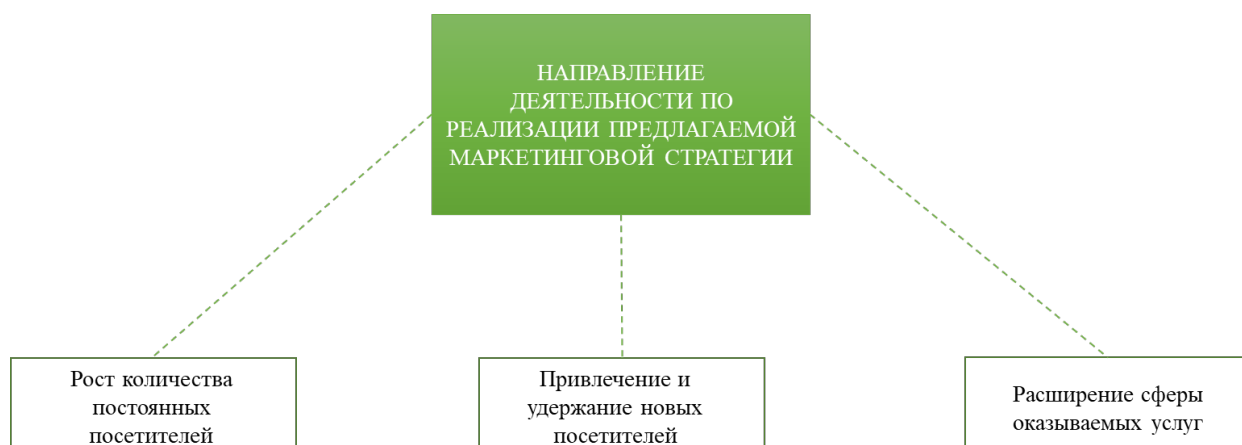 НАПРАВЛЕНИЕ
ДЕЯТЕЛЬНОСТИ ПО
РЕАЛИЗАЦИИ ПРЕДЛАГАЕМОЙ
МАРКЕТИНГОВОЙ СТРАТЕГИИ
Рост количества
постоянных
посетителей
Привлечение и
удержание новых
посетителей
Расширение сферы
оказываемых услуг